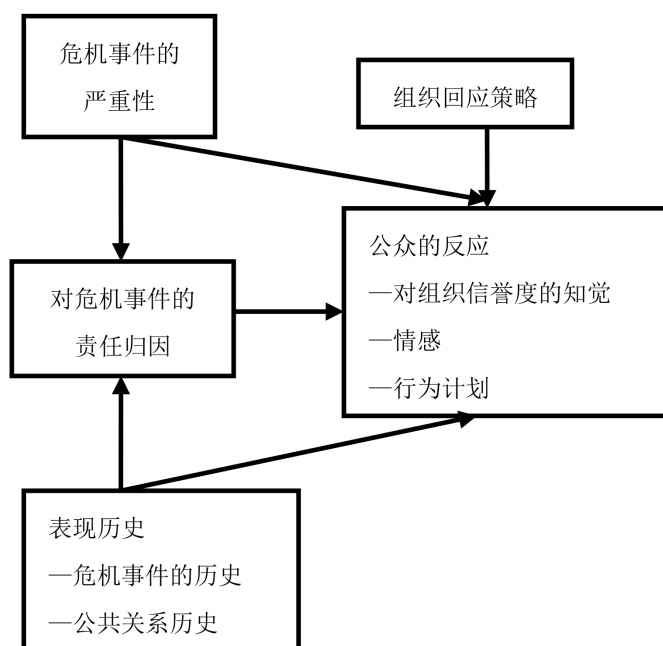 危机事件的
严重性
组织回应策略
公众的反应
—对组织信誉度的知觉
—情感
—行为计划
对危机事件的
责任归因
表现历史
—危机事件的历史
—公共关系历史